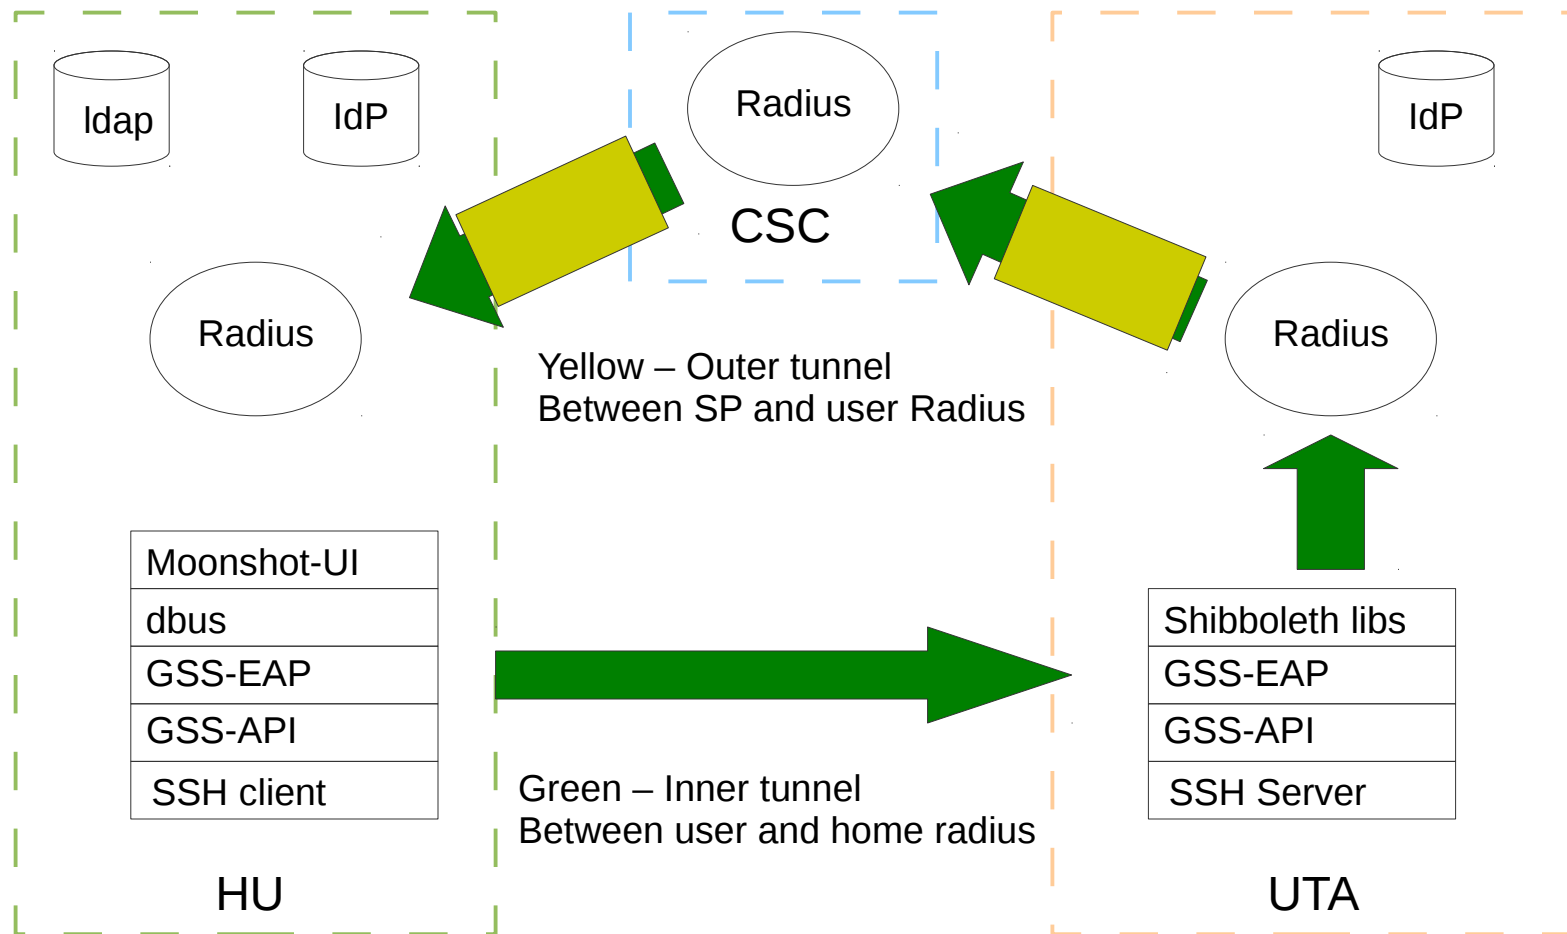 ldap
IdP
Radius
CSC
IdP
Radius
Radius
Yellow – Outer tunnel
Between SP and user Radius
Moonshot-UI
dbus
GSS-EAP
GSS-API
SSH client
HU
Green – Inner tunnel
Between user and home radius
Shibboleth libs
GSS-EAP
GSS-API
SSH Server
UTA